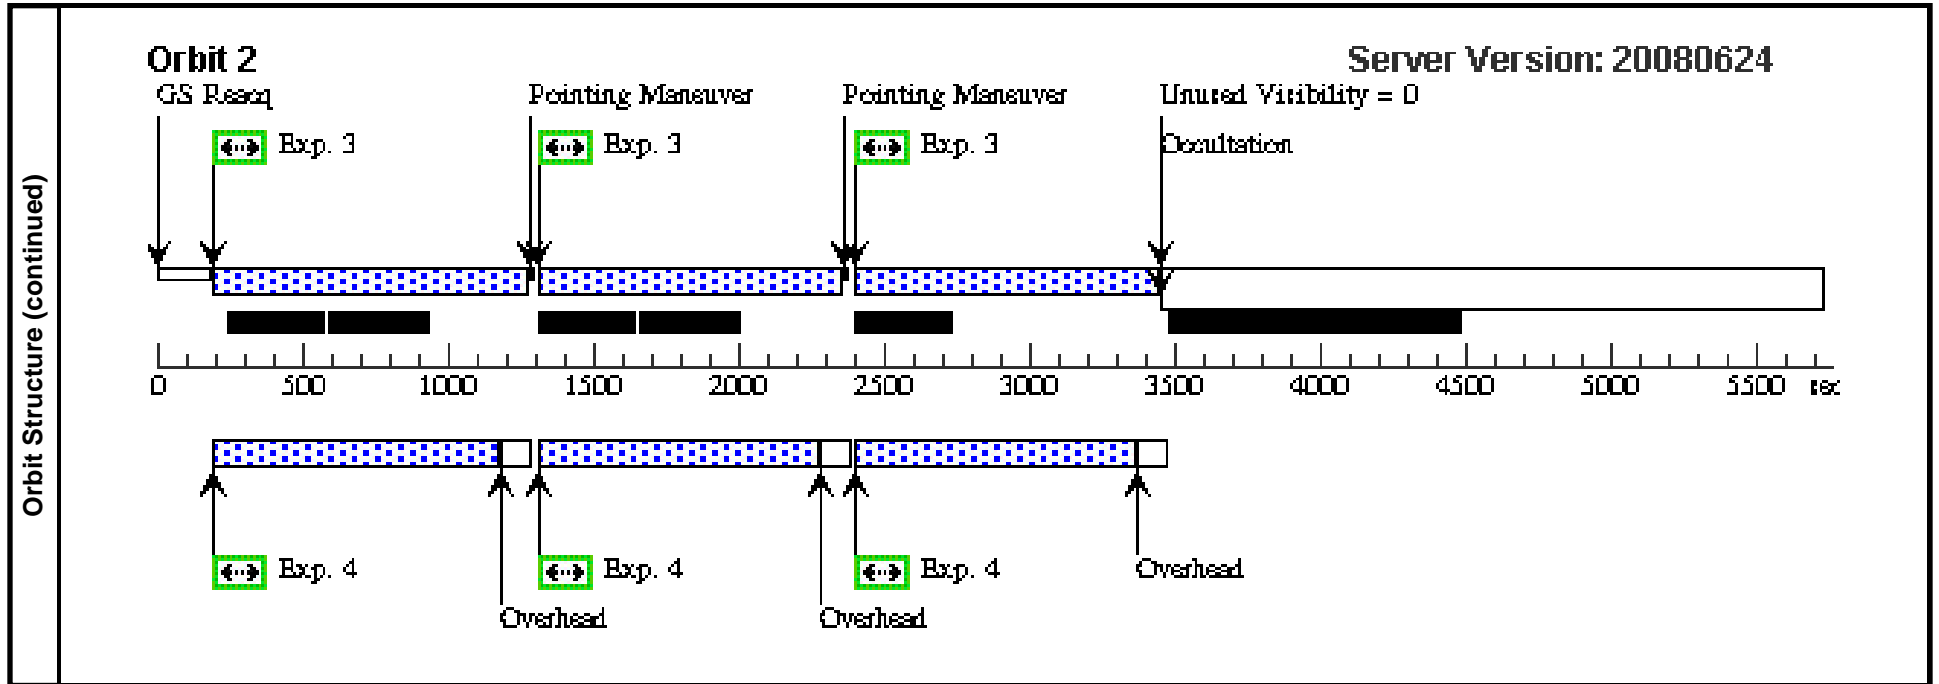 Orbit Structure (continued)
Orbit 2
Server Version: 20080624
GS Reacq
Pointing Maneuver
Pointing Maneuver
Unused Visibility = 0
Exp. 3
Exp. 3
Exp. 3
Occultation
0 500 1000 1500 2000 2500 3000 3500 4000 4500 5000 5500 sec
Exp. 4
Exp. 4
Exp. 4
Overhead
Overhead
Overhead